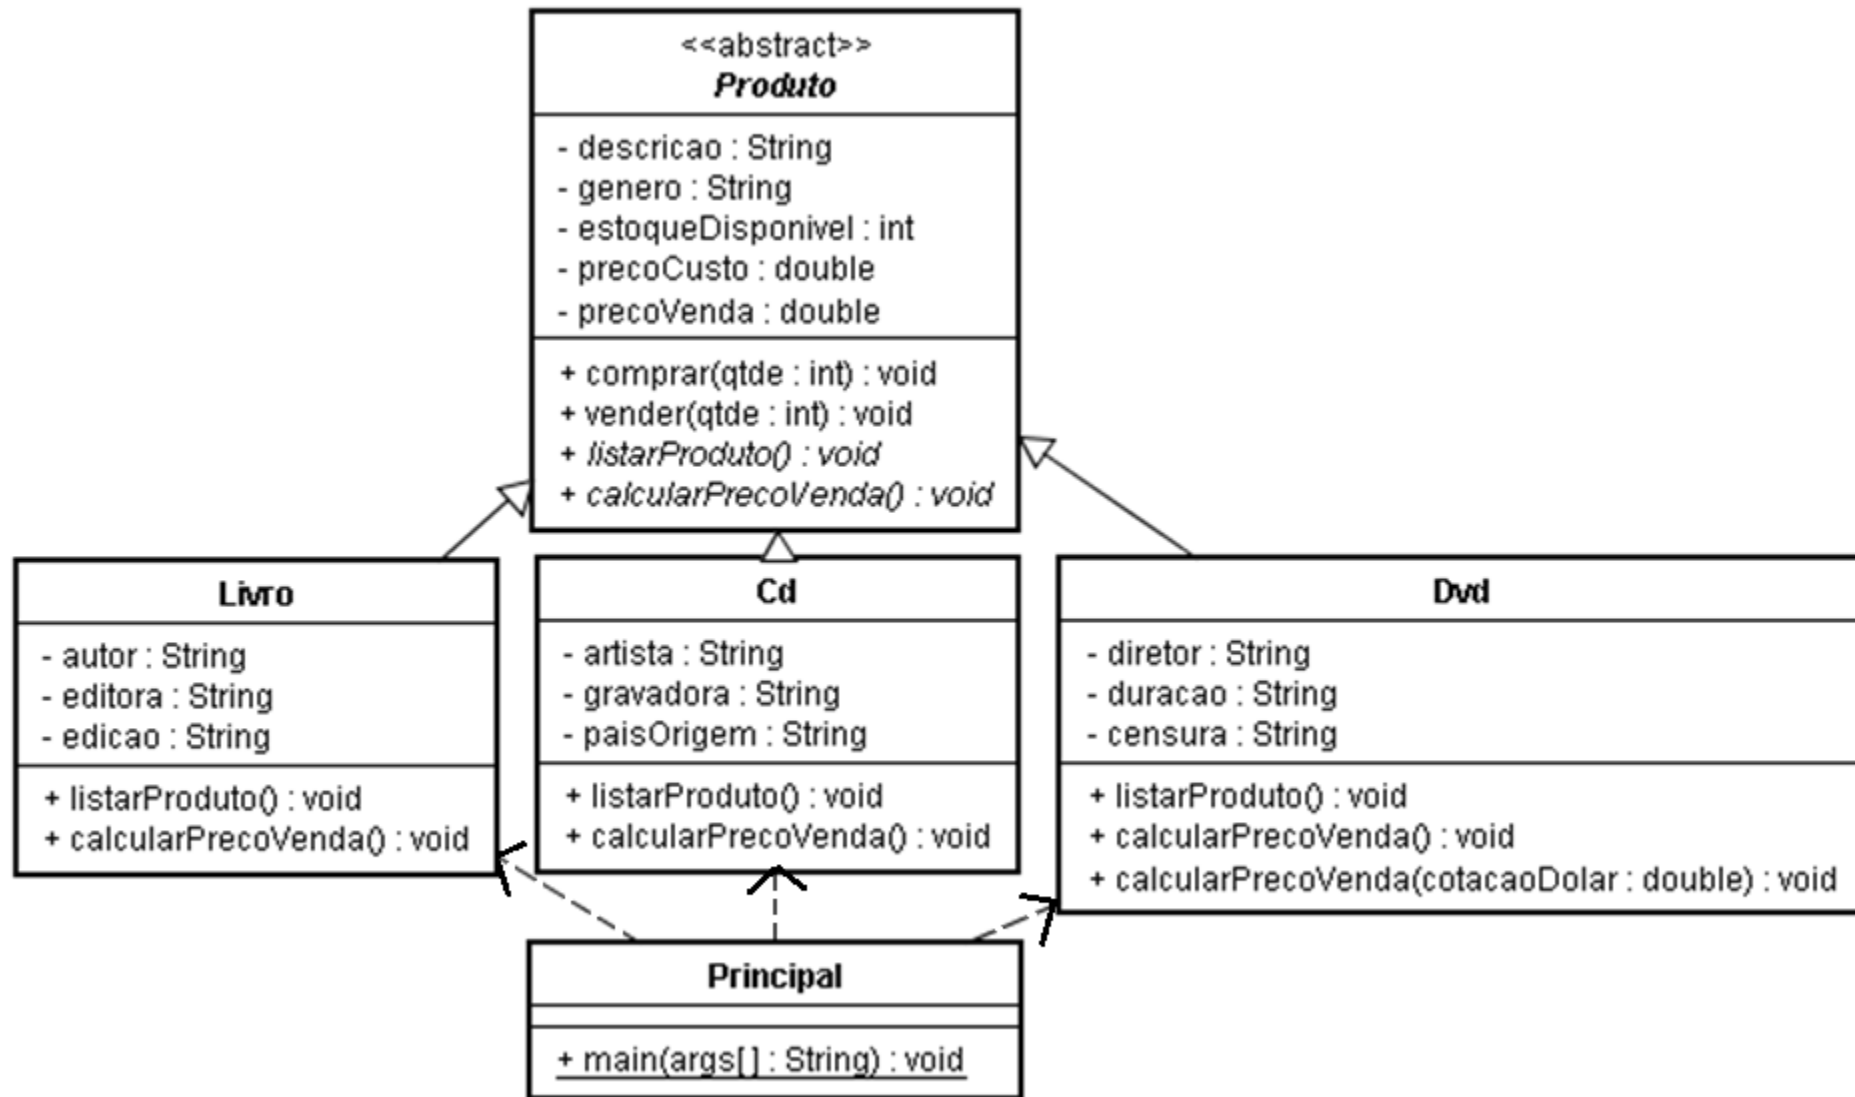 <<abstract>>
Produto
- descricao : String
- genero : String
- estoqueDisponivel : int
- precoCusto : double
- precoVenda : double
+ comprar(qtde : int) : void
+ vender(qtde : int) : void
+ listarProduto() : void
+ calcularPrecoVenda() : void
Livro
- autor : String
- editora : String
- edicao : String
+ listarProduto() : void
+ calcularPrecoVenda() : void
Cd
- artista : String
- gravadora : String
- paisOrigem : String
+ listarProduto() : void
+ calcularPrecoVenda() : void
Dvd
- diretor : String
- duracao : String
- censura : String
+ listarProduto() : void
+ calcularPrecoVenda() : void
+ calcularPrecoVenda(cotacaoDolar : double) : void
Principal
+ main(args[] : String) : void